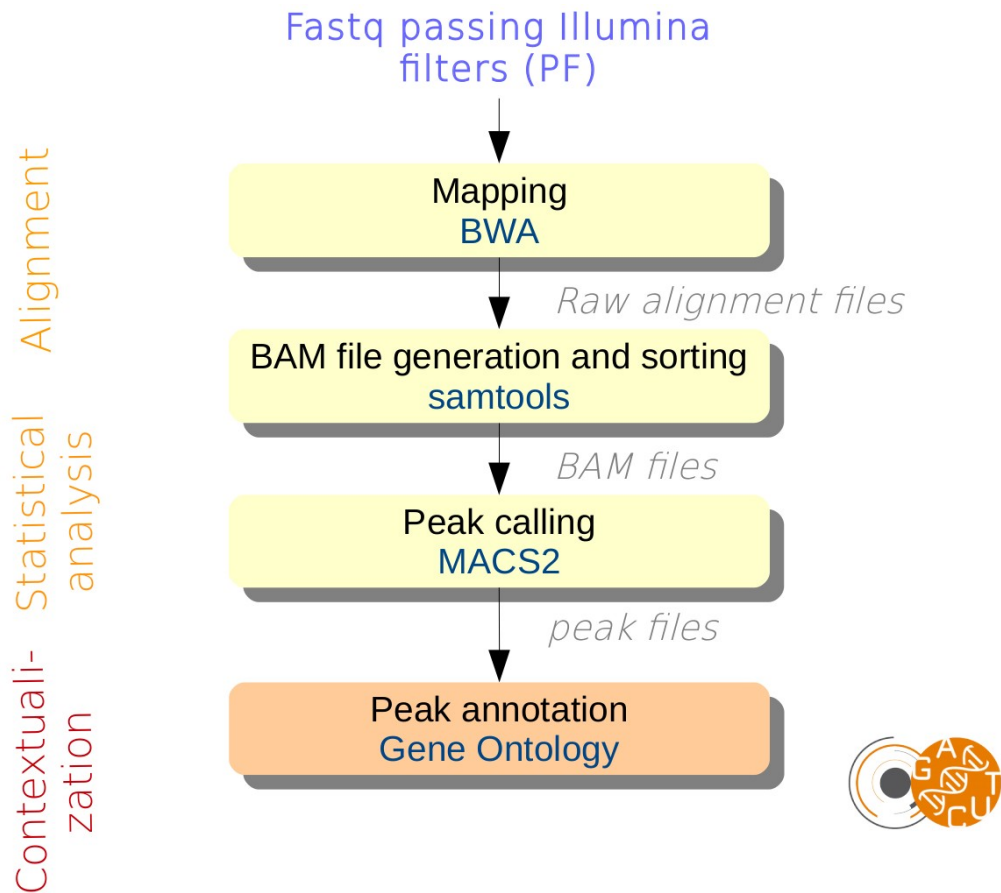 Fastq passing Illumina
filters (PF)
Alignment
Mapping
BWA
Raw alignment files
BAM file generation and sorting
samtools
Statistical
analysis
BAM files
Peak calling
MACS2
peak files
Contextuali-
zation
Peak annotation
Gene Ontology
G A T C U